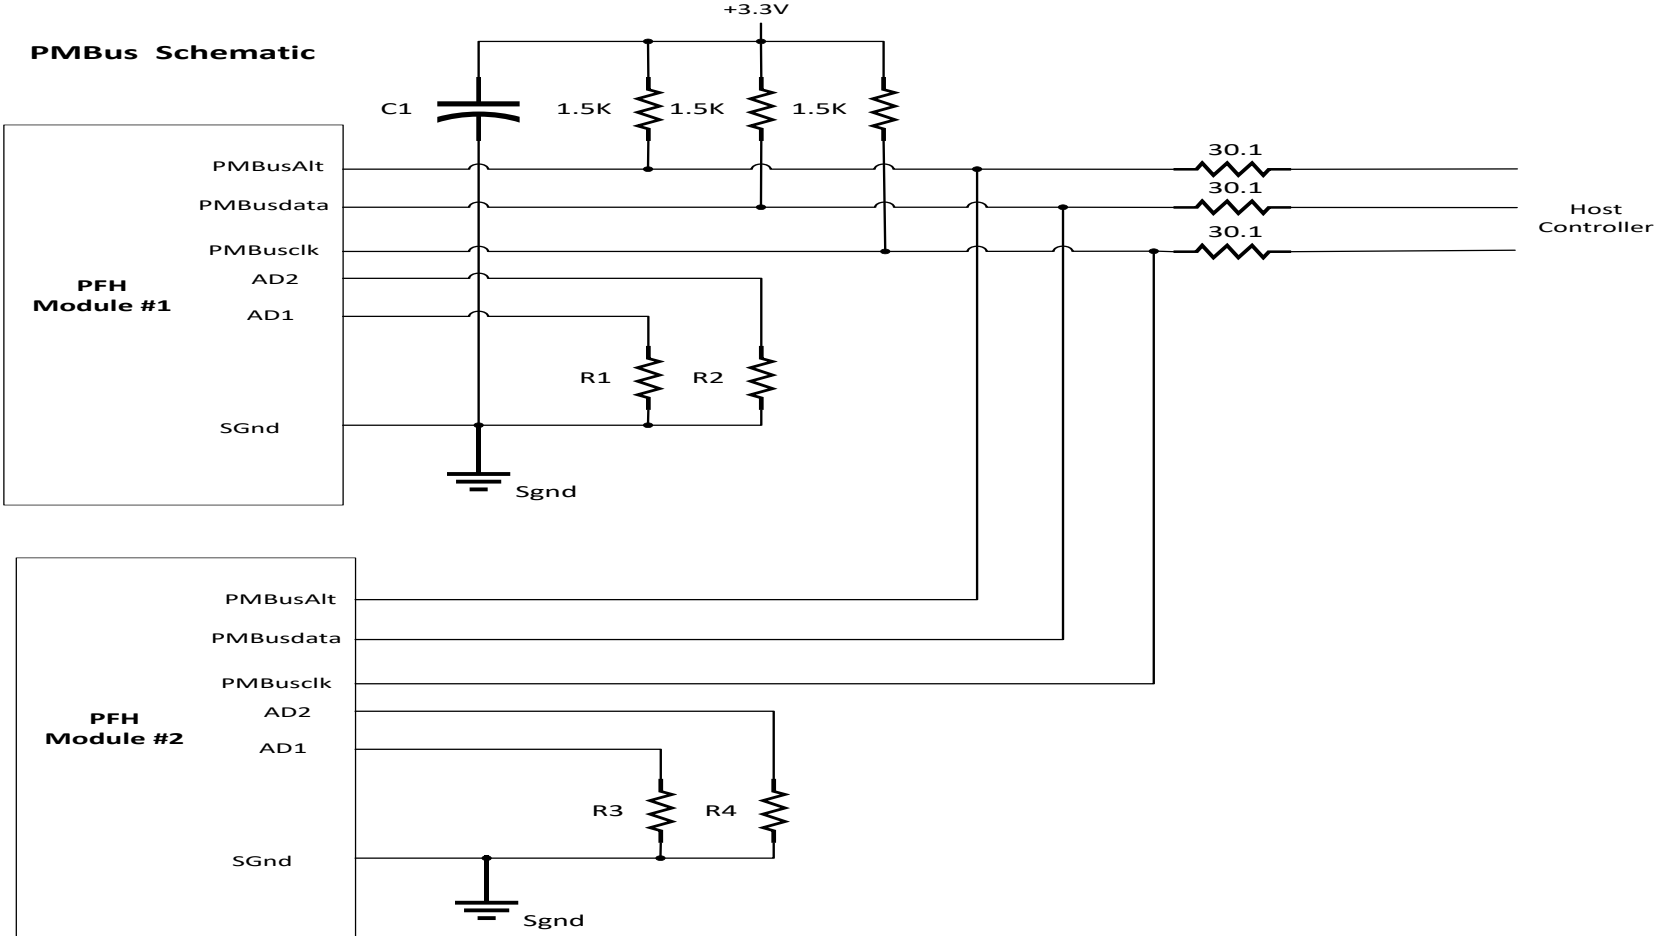 +3.3V
PMBus Schematic
C1
1.5K
1.5K
1.5K
30.1
PMBusAlt
30.1
PMBusdata
Host
Controller
30.1
PMBusclk
AD2
PFH
Module #1
AD1
R1
R2
SGnd
Sgnd
PMBusAlt
PMBusdata
PMBusclk
AD2
PFH
Module #2
AD1
R3
R4
SGnd
Sgnd